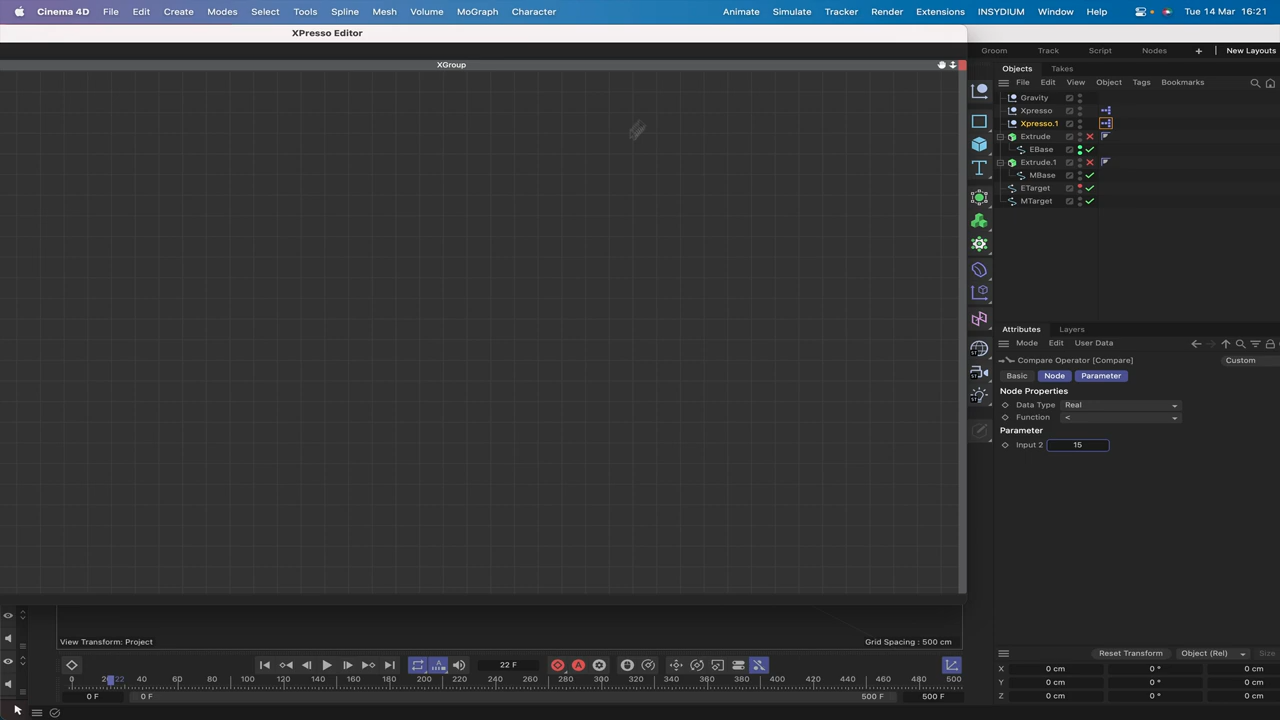 Cinema 4D File Edit Create Modes Select Tools Spline Mesh Volume MoGraph Character Animate Simulate Tracker Render Extensions INSYDIUM Window Help Tue 14 Mar 16:21
XPresso Editor
Groom Track Script Nodes + New Layouts
XGroup
Objects Takes
File Edit View Object Tags Bookmarks
Gravity
Xpresso
Xpresso.1
Extrude
EBase
Extrude.1
MBase
ETarget
MTarget
Attributes Layers
Mode Edit User Data
Compare Operator [Compare] Custom
Basic Node Parameter
Node Properties
Data Type Real
Function <
Parameter
Input 2 15
View Transform: Project Grid Spacing : 500 cm
22 F
Reset Transform Object (Rel) Size
X 0 cm 0 ° 0 cm
Y 0 cm 0 ° 0 cm
Z 0 cm 0 ° 0 cm
0 20 22 40 60 80 100 120 140 160 180 200 220 240 260 280 300 320 340 360 380 400 420 440 460 480 500
0 F 0 F 500 F 500 F